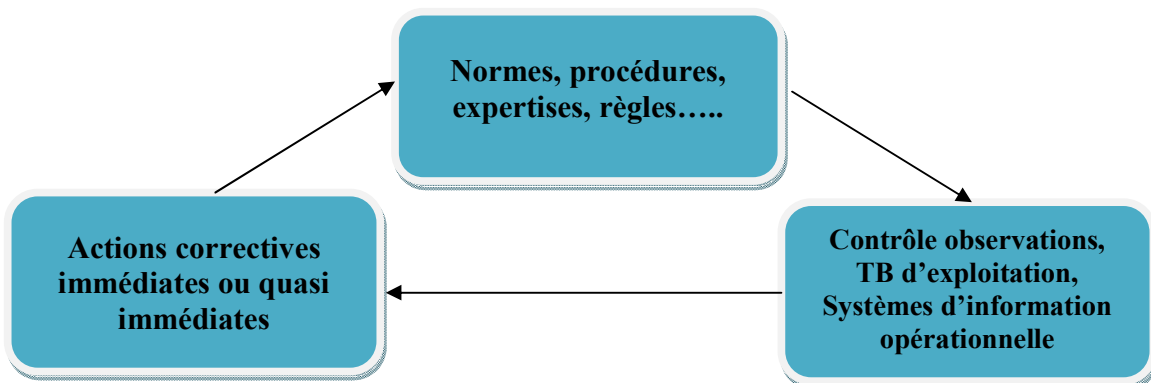 Normes, procédures,
expertises, règles…..
Actions correctives
immédiates ou quasi
immédiates
Contrôle observations,
TB d’exploitation,
Systèmes d’information
opérationnelle